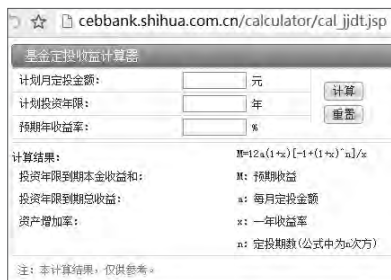 cebbank.shihua.com.cn/calculator/cal_jjdt.jsp
基金定投收益计算器
计划月定投金额： 元
计划投资年限： 年
预期年收益率： %
计算
重置
计算结果： M=12a(1+x)[-1+(1+x)^n]/x
投资年限到期本金收益和： M: 预期收益
投资年限到期总收益： a: 每月定投金额
资产增加率： x: 一年收益率
n: 定投期数(公式中为n次方)
注：本计算结果，仅供参考。